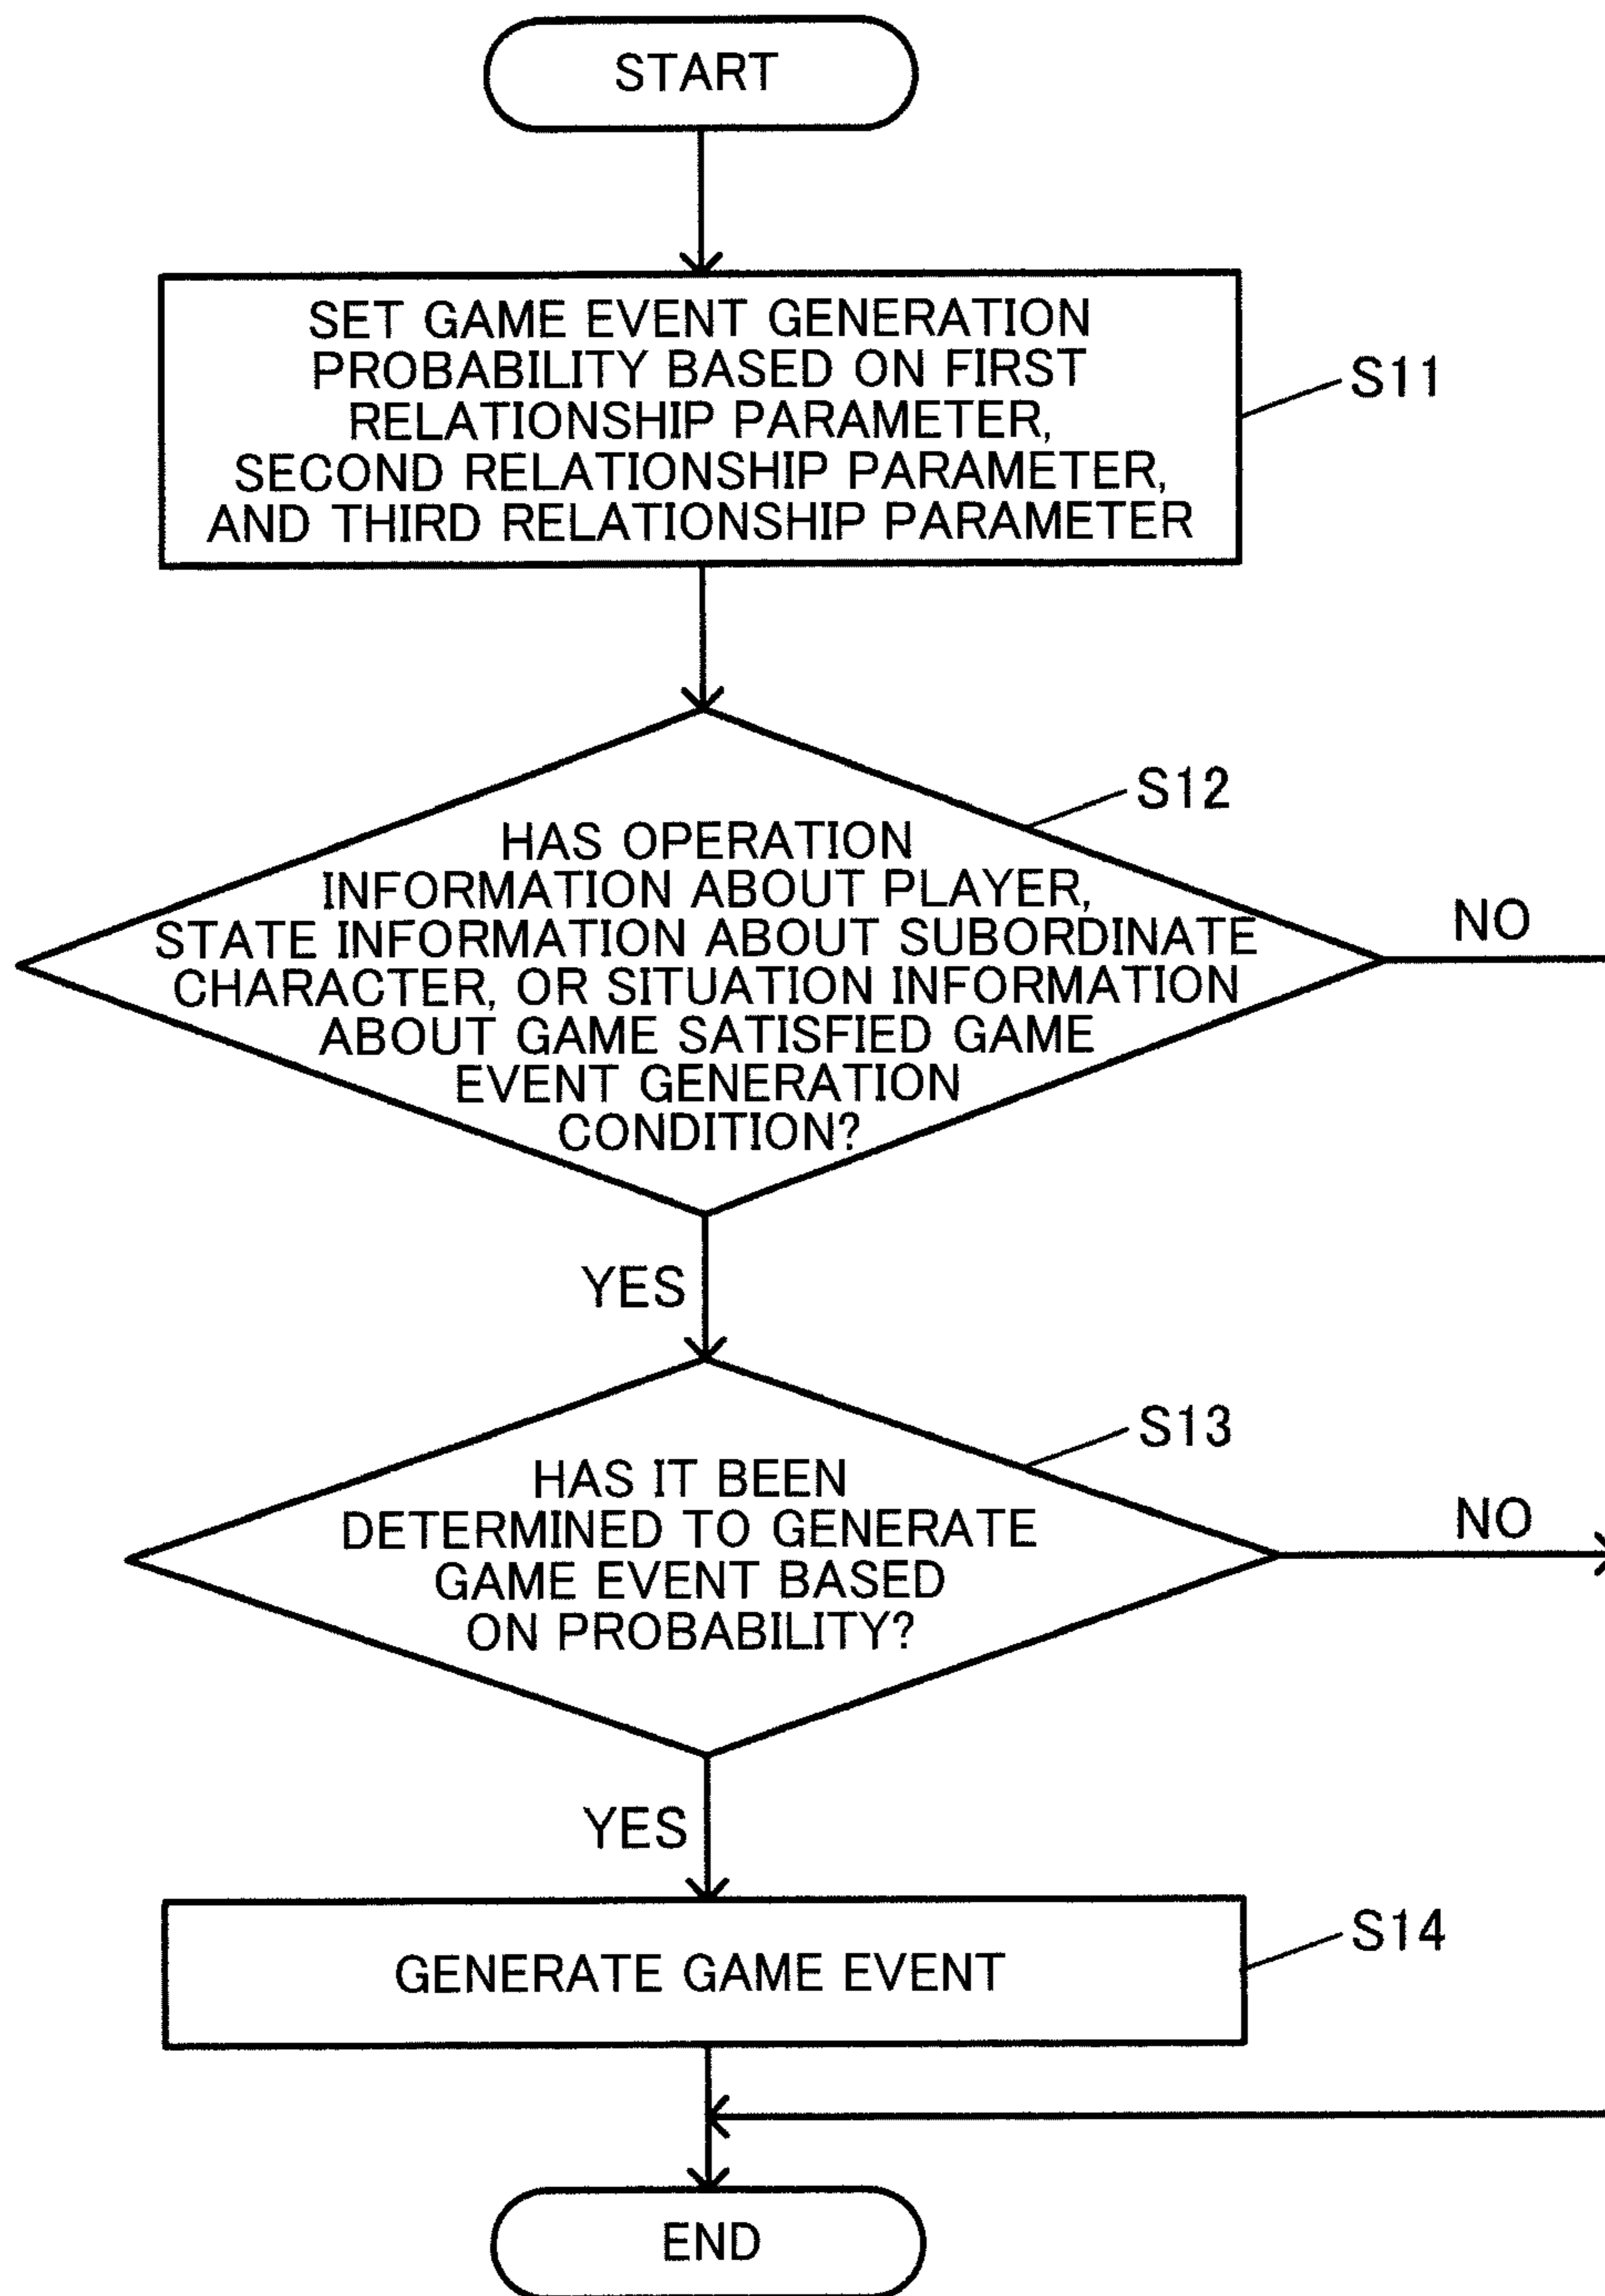 START
SET GAME EVENT GENERATION
PROBABILITY BASED ON FIRST
RELATIONSHIP PARAMETER,
SECOND RELATIONSHIP PARAMETER,
AND THIRD RELATIONSHIP PARAMETER
S11
S12
HAS OPERATION
INFORMATION ABOUT PLAYER,
STATE INFORMATION ABOUT SUBORDINATE
CHARACTER, OR SITUATION INFORMATION
ABOUT GAME SATISFIED GAME
EVENT GENERATION
CONDITION?
NO
YES
S13
HAS IT BEEN
DETERMINED TO GENERATE
GAME EVENT BASED
ON PROBABILITY?
NO
YES
S14
GENERATE GAME EVENT
END